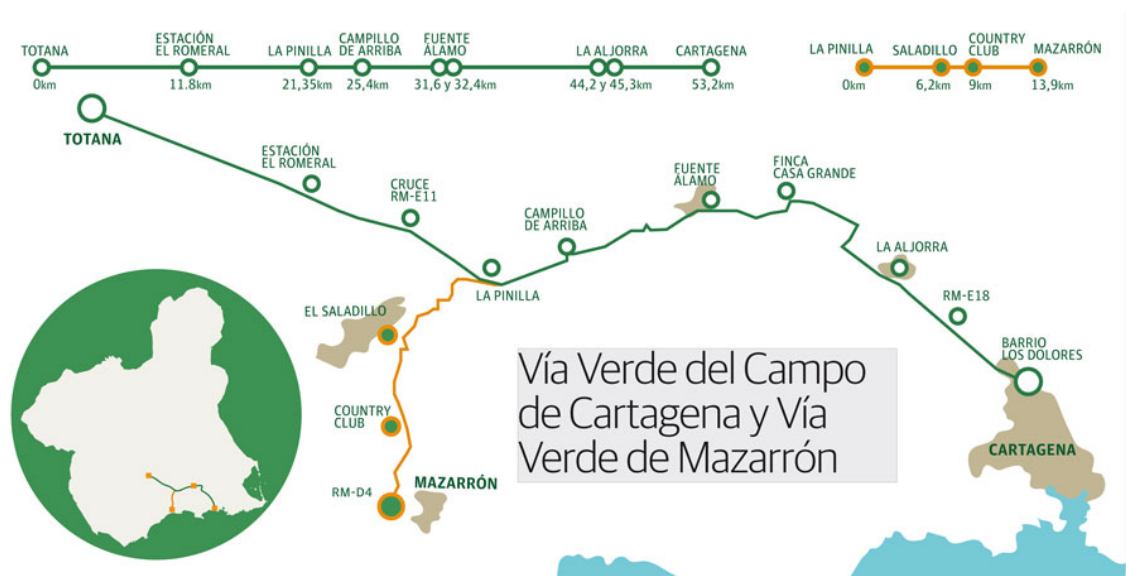 TOTANA
ESTACIÓN
EL ROMERAL
LA PINILLA
CAMPILLO
DE ARRIBA
FUENTE
ÁLAMO
LA ALJORRA
CARTAGENA
0km
11.8km
21,35km
25,4km
31,6 y 32,4km
44,2 y 45,3km
53,2km
LA PINILLA
SALADILLO
COUNTRY
CLUB
MAZARRÓN
0km
6,2km
9km
13,9km
TOTANA
ESTACIÓN
EL ROMERAL
CRUCE
RM-E11
LA PINILLA
CAMPILLO
DE ARRIBA
FUENTE
ÁLAMO
FINCA
CASA GRANDE
LA ALJORRA
RM-E18
BARRIO
LOS DOLORES
CARTAGENA
EL SALADILLO
COUNTRY
CLUB
RM-D4
MAZARRÓN
Vía Verde del Campo
de Cartagena y Vía
Verde de Mazarrón